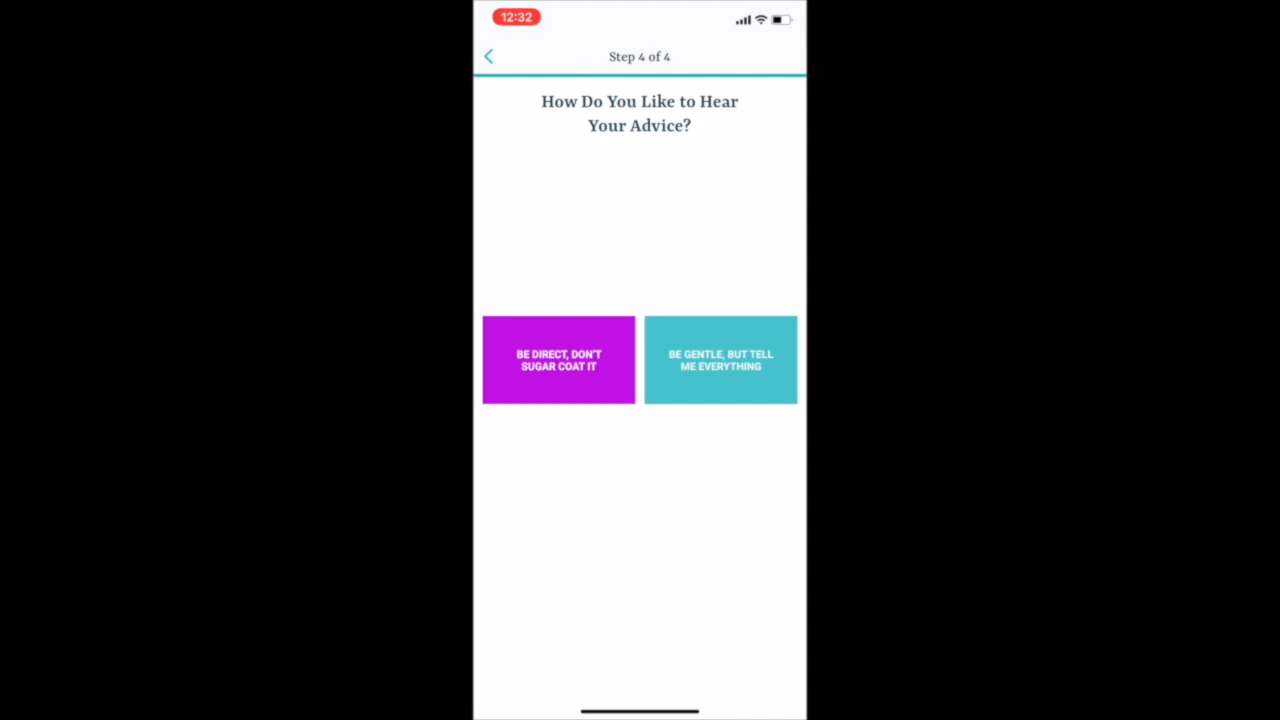 12:32
Step 4 of 4
How Do You Like to Hear
Your Advice?
BE DIRECT, DON'T
SUGAR COAT IT
BE GENTLE, BUT TELL
ME EVERYTHING